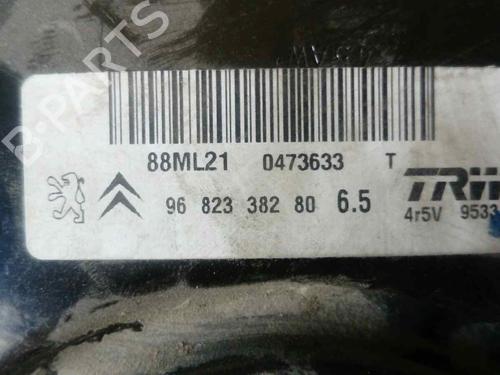 B-PARTS
88ML21 0473633 T
96 823 382 80 6.5
TRW
4r5V 9533